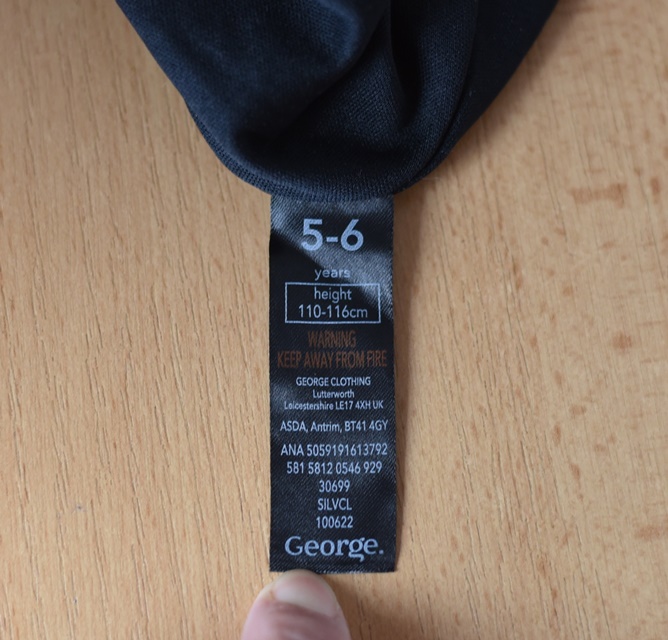 5-6
years
height
110-116cm
WARNING
KEEP AWAY FROM FIRE
GEORGE CLOTHING
Lutterworth
Leicestershire LE17 4XH UK
ASDA, Antrim, BT41 4GY
ANA 5059191613792
581 5812 0546 929
30699
SILVCL
100622
George.